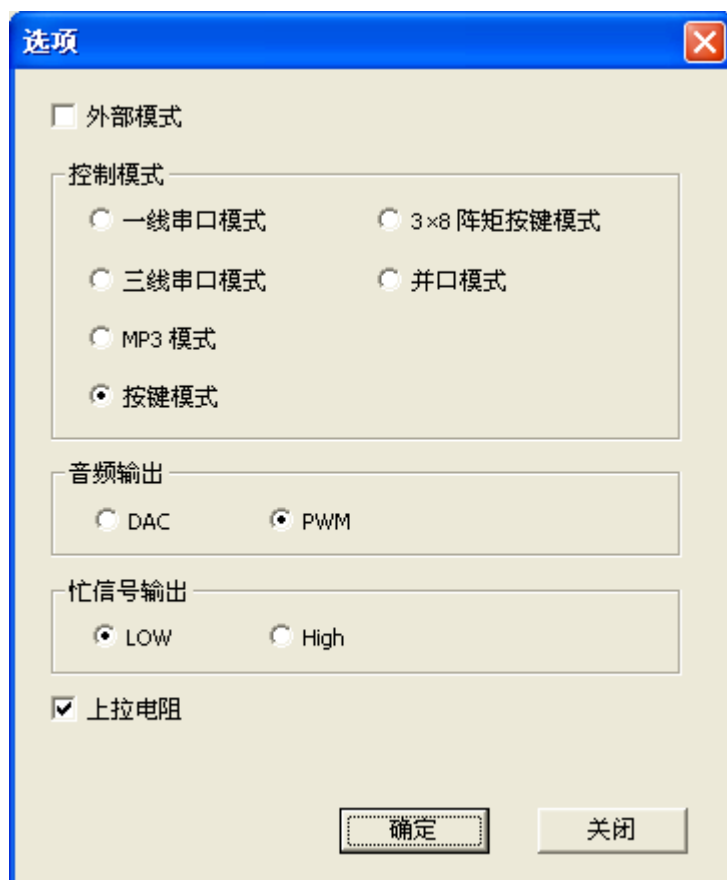 选项
外部模式
控制模式
一线串口模式
3×8 阵矩按键模式
三线串口模式
并口模式
MP3 模式
按键模式
音频输出
DAC
PWM
忙信号输出
LOW
High
上拉电阻
确定
关闭